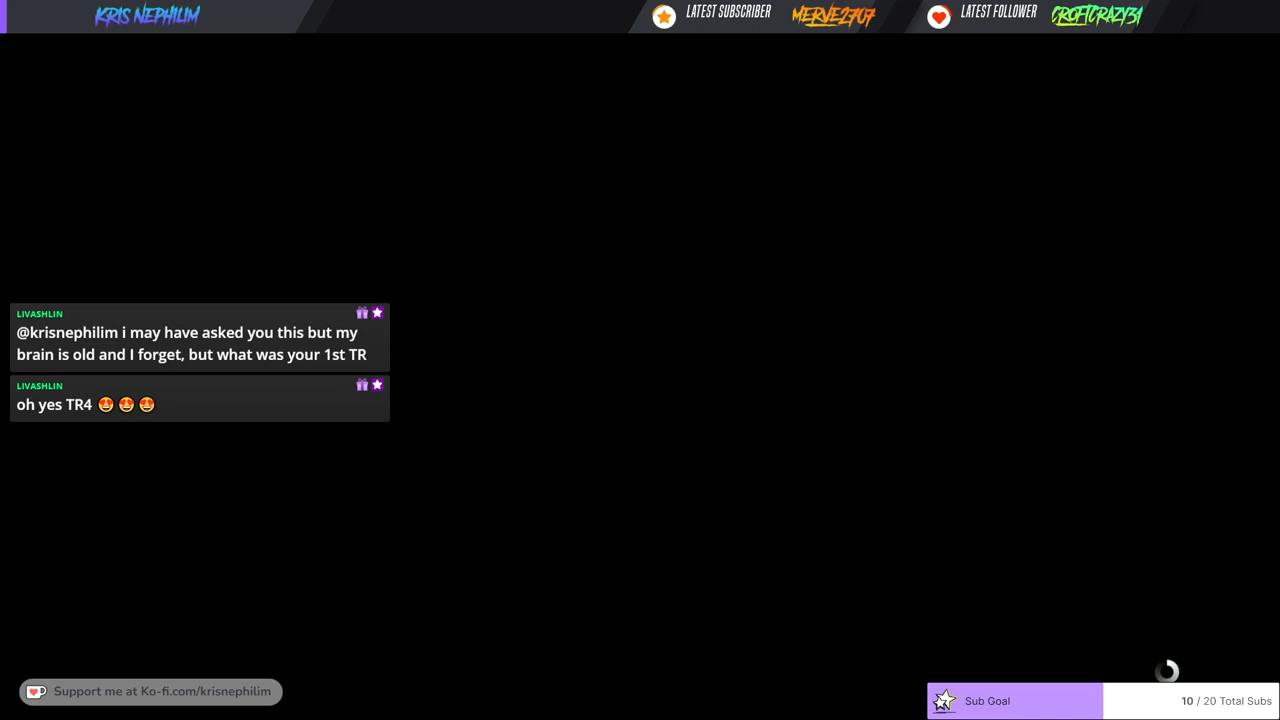 KRIS NEPHILIM
LATEST SUBSCRIBER
MERVE2707
LATEST FOLLOWER
CROFTCRAZY31
LIVASHLIN
@krisnephilim i may have asked you this but my
brain is old and I forget, but what was your 1st TR
LIVASHLIN
oh yes TR4 😍 😍 😍
Support me at Ko-fi.com/krisnephilim
Sub Goal
10 / 20 Total Subs